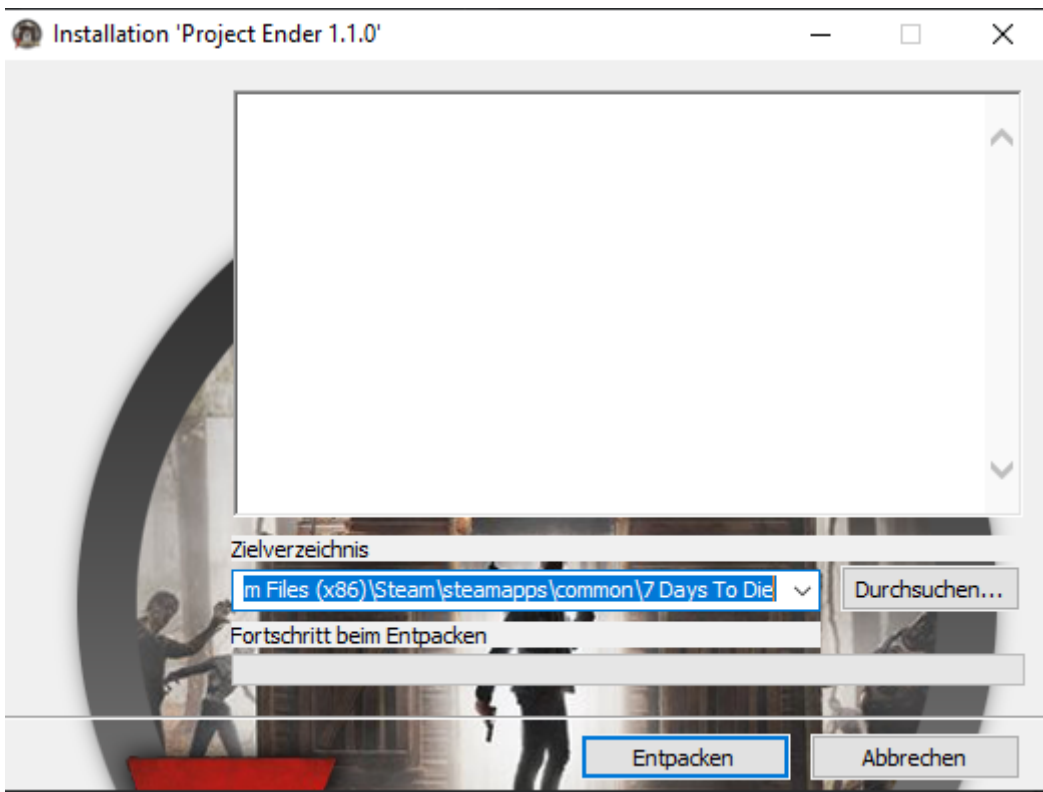 Installation 'Project Ender 1.1.0'
Zielverzeichnis
m Files (x86)\Steam\steamapps\common\7 Days To Die
Durchsuchen...
Fortschritt beim Entpacken
Entpacken
Abbrechen